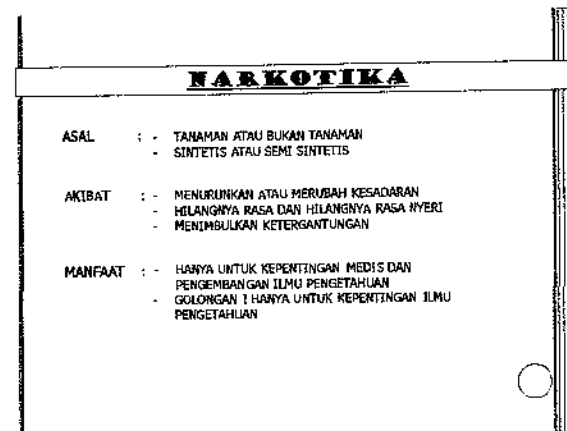 NARKOTIKA
ASAL : - TANAMAN ATAU BUKAN TANAMAN
- SINTETIS ATAU SEMI SINTETIS
AKIBAT : - MENURUNKAN ATAU MERUBAH KESADARAN
- HILANGNYA RASA DAN HILANGNYA RASA NYERI
- MENIMBULKAN KETERGANTUNGAN
MANFAAT : - HANYA UNTUK KEPENTINGAN MEDIS DAN
PENGEMBANGAN ILMU PENGETAHUAN
- GOLONGAN I HANYA UNTUK KEPENTINGAN ILMU
PENGETAHUAN